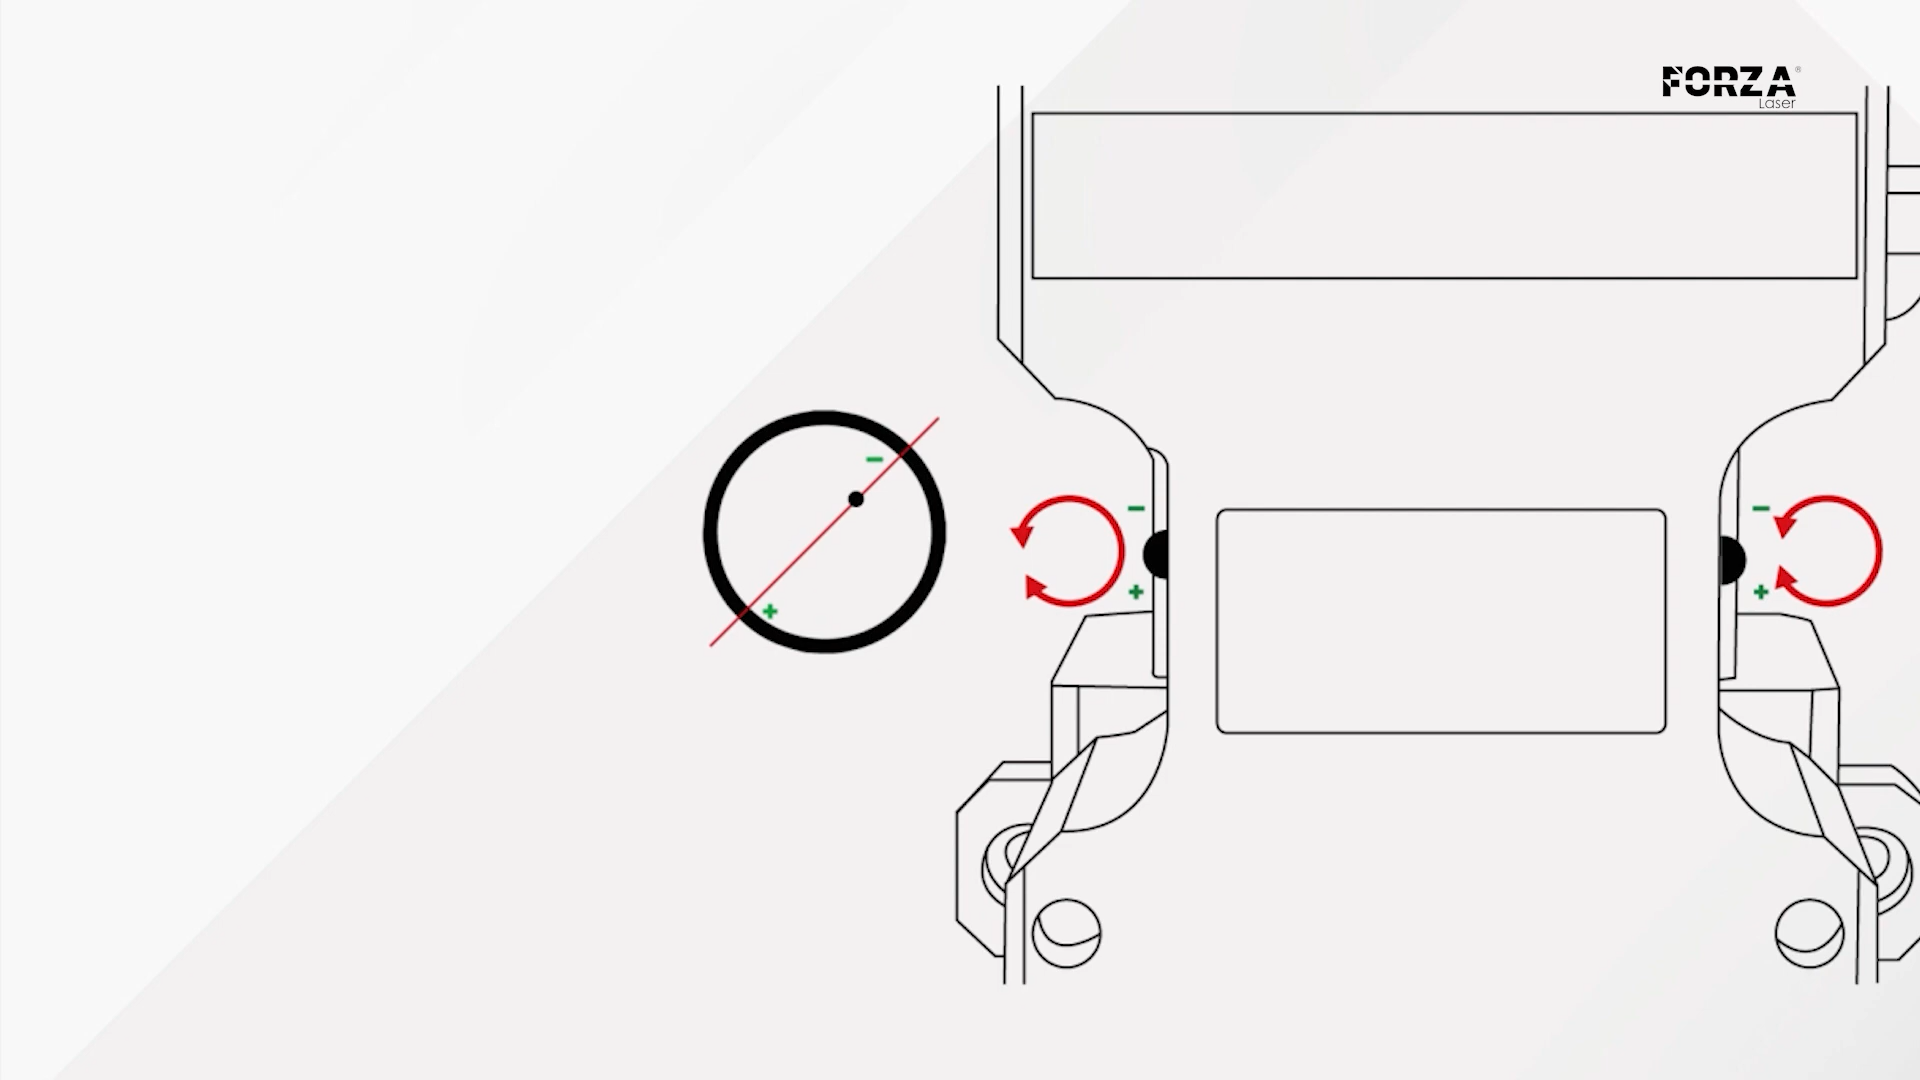 FORZA®
Laser
−
− −
+ +
+